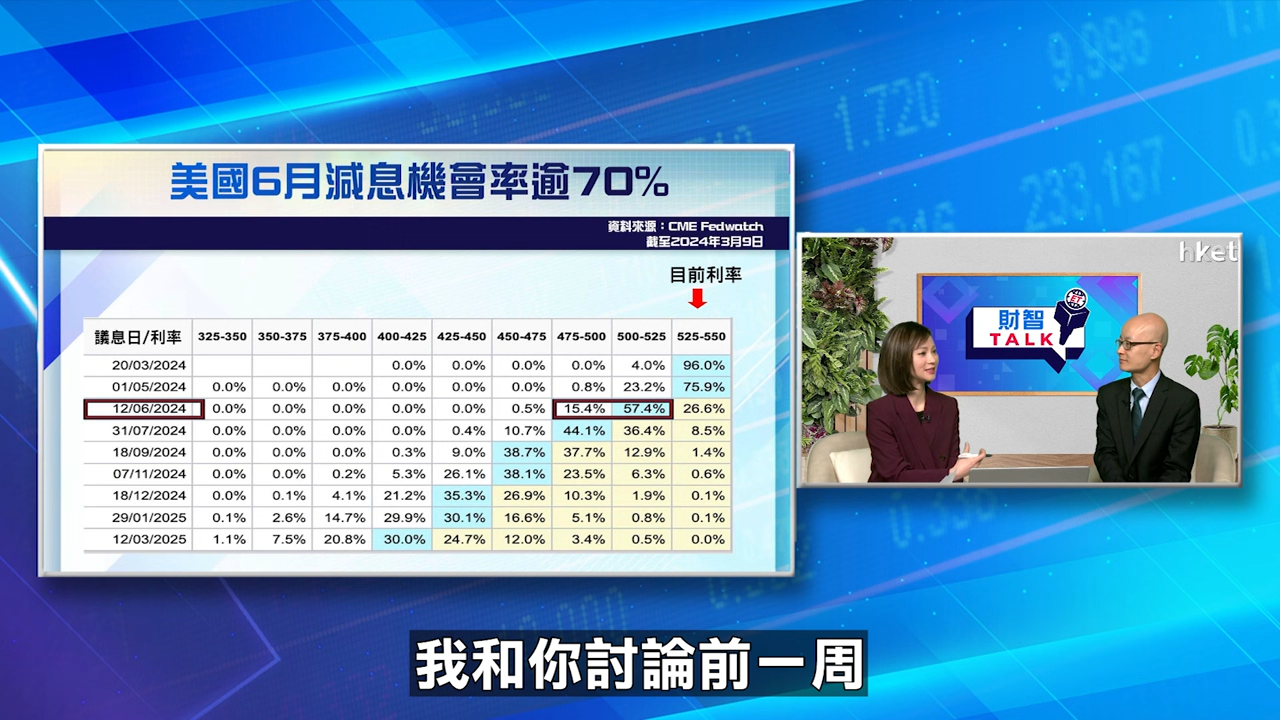 美國6月減息機會率逾70%
資料來源：CME Fedwatch
截至2024年3月9日
目前利率
議息日/利率 325-350 350-375 375-400 400-425 425-450 450-475 475-500 500-525 525-550
20/03/2024 0.0% 0.0% 0.0% 0.0% 4.0% 96.0%
01/05/2024 0.0% 0.0% 0.0% 0.0% 0.0% 0.0% 0.8% 23.2% 75.9%
12/06/2024 0.0% 0.0% 0.0% 0.0% 0.0% 0.5% 15.4% 57.4% 26.6%
31/07/2024 0.0% 0.0% 0.0% 0.0% 0.4% 10.7% 44.1% 36.4% 8.5%
18/09/2024 0.0% 0.0% 0.0% 0.3% 9.0% 38.7% 37.7% 12.9% 1.4%
07/11/2024 0.0% 0.0% 0.2% 5.3% 26.1% 38.1% 23.5% 6.3% 0.6%
18/12/2024 0.0% 0.1% 4.1% 21.2% 35.3% 26.9% 10.3% 1.9% 0.1%
29/01/2025 0.1% 2.6% 14.7% 29.9% 30.1% 16.6% 5.1% 0.8% 0.1%
12/03/2025 1.1% 7.5% 20.8% 30.0% 24.7% 12.0% 3.4% 0.5% 0.0%
hket
財智
TALK
ET
9,996
1.720
233,167
0.336
我和你討論前一周